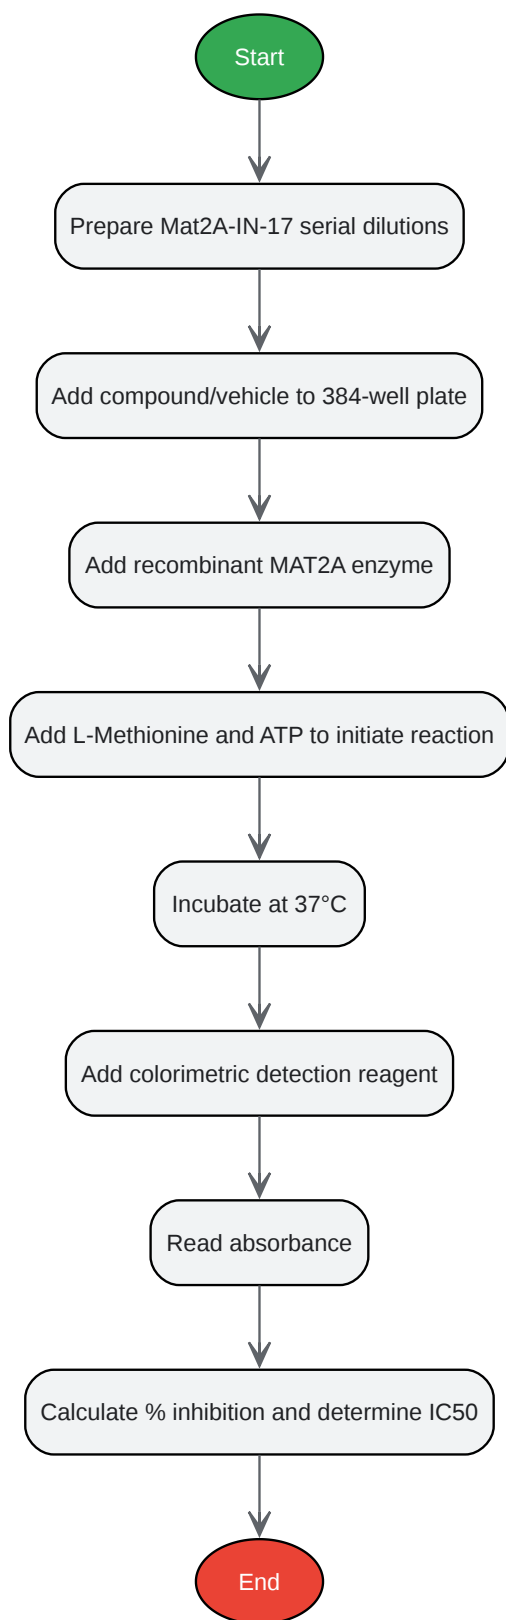 Start
Prepare Mat2A-IN-17 serial dilutions
Add compound/vehicle to 384-well plate
Add recombinant MAT2A enzyme
Add L-Methionine and ATP to initiate reaction
Incubate at 37°C
Add colorimetric detection reagent
Read absorbance
Calculate % inhibition and determine IC50
End